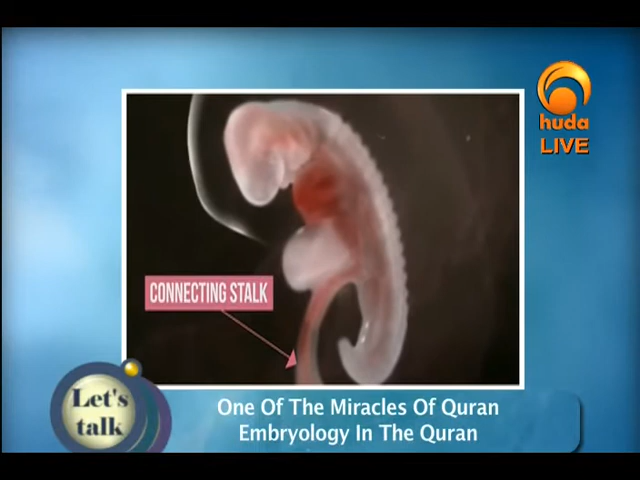 huda
LIVE
CONNECTING STALK
Let's
talk
One Of The Miracles Of Quran
Embryology In The Quran